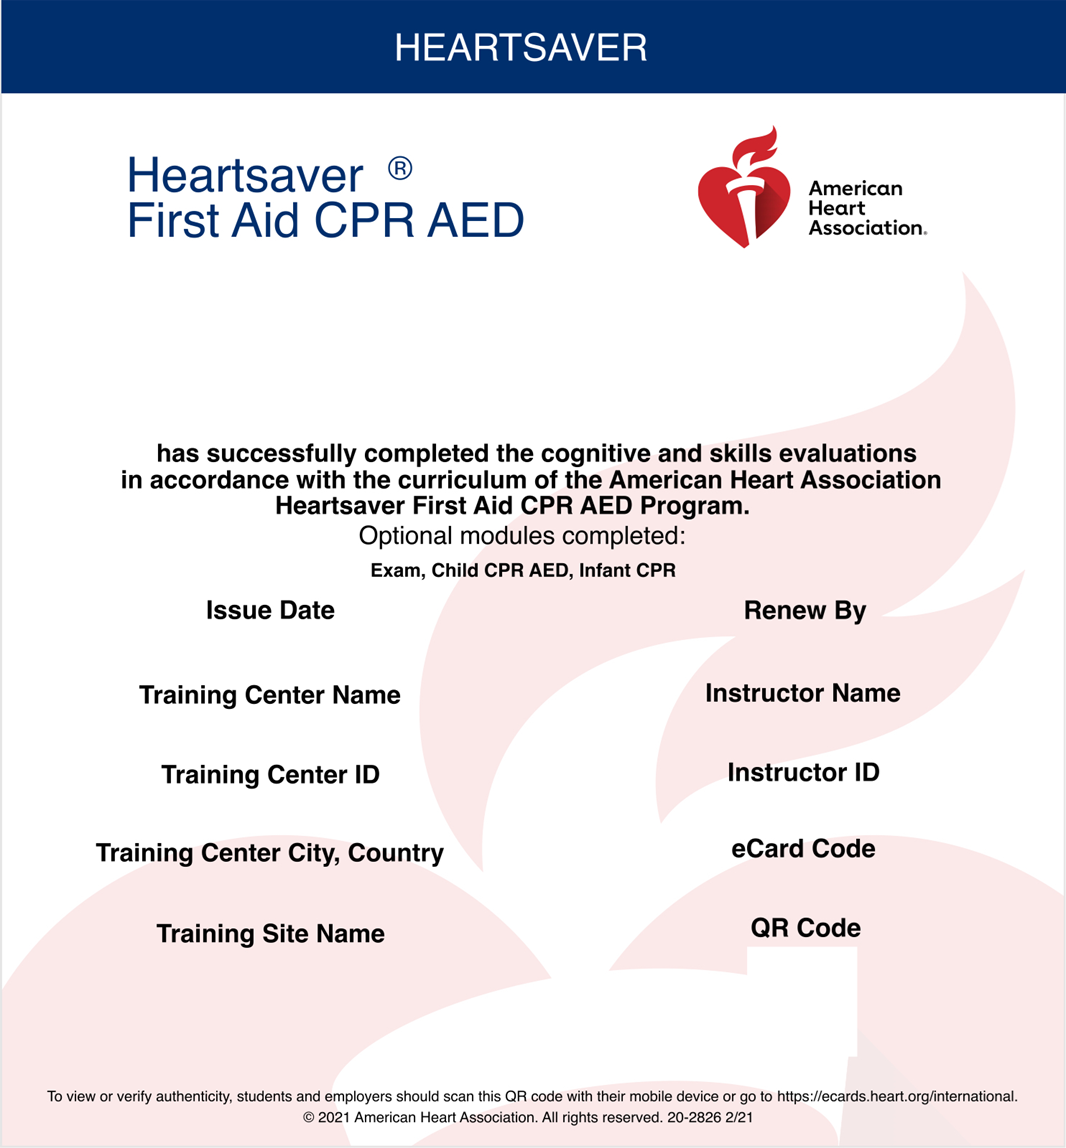 HEARTSAVER
Heartsaver ®
First Aid CPR AED
American
Heart
Association.
has successfully completed the cognitive and skills evaluations
in accordance with the curriculum of the American Heart Association
Heartsaver First Aid CPR AED Program.
Optional modules completed:
Exam, Child CPR AED, Infant CPR
Issue Date
Renew By
Training Center Name
Instructor Name
Training Center ID
Instructor ID
Training Center City, Country
eCard Code
Training Site Name
QR Code
To view or verify authenticity, students and employers should scan this QR code with their mobile device or go to https://ecards.heart.org/international.
© 2021 American Heart Association. All rights reserved. 20-2826 2/21